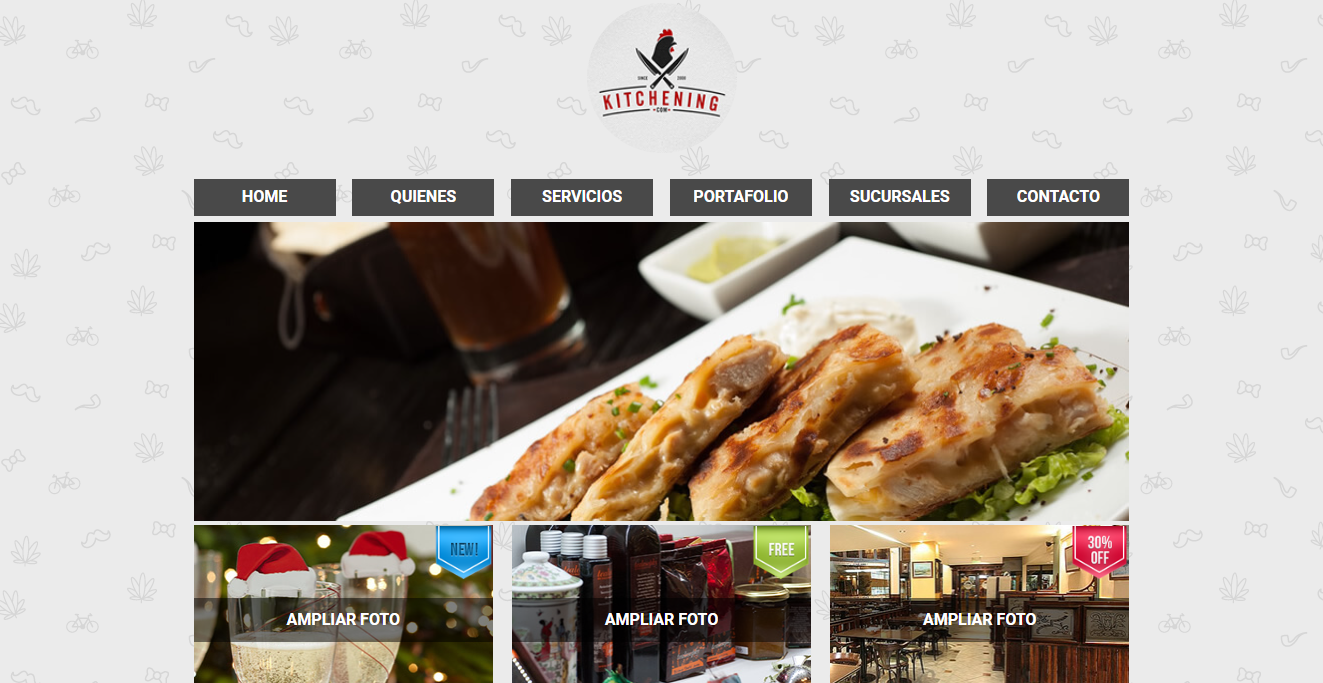 SINCE 2009
KITCHENING
.COM
HOME QUIENES SERVICIOS PORTAFOLIO SUCURSALES CONTACTO
NEW! FREE 30%
OFF
AMPLIAR FOTO AMPLIAR FOTO AMPLIAR FOTO